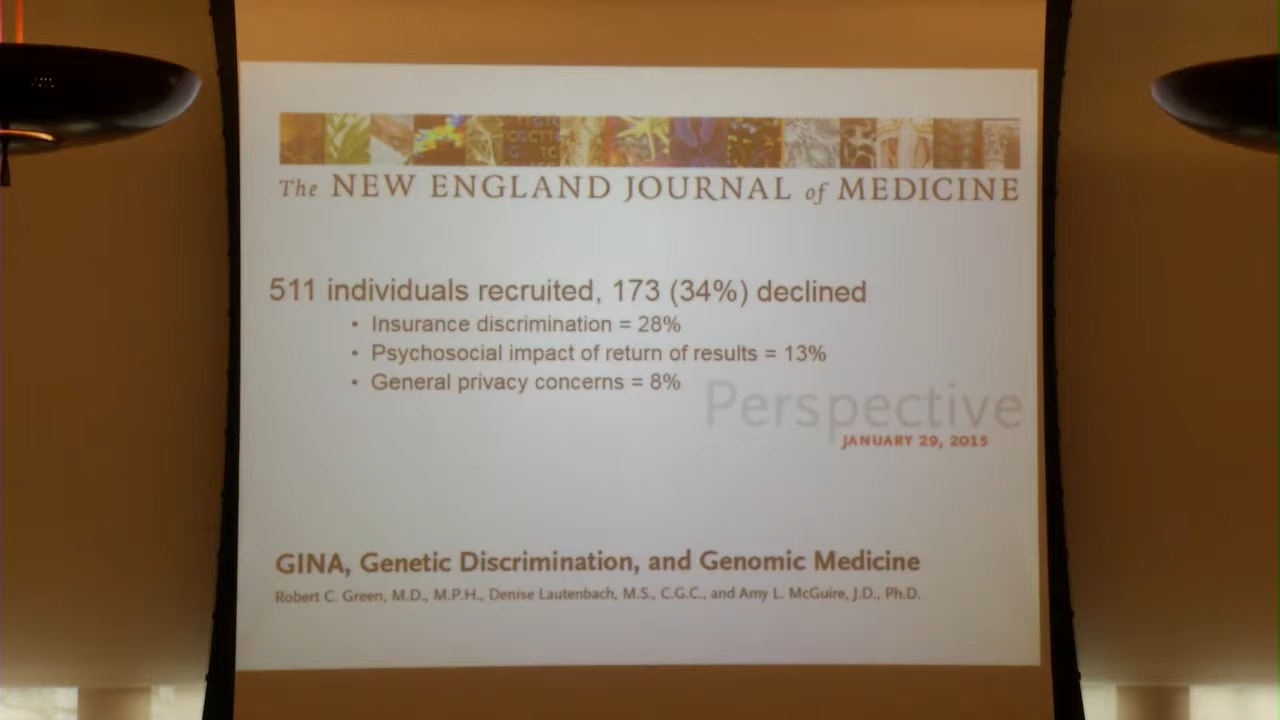 The NEW ENGLAND JOURNAL of MEDICINE
511 individuals recruited, 173 (34%) declined
• Insurance discrimination = 28%
• Psychosocial impact of return of results = 13%
• General privacy concerns = 8%
Perspective
JANUARY 29, 2015
GINA, Genetic Discrimination, and Genomic Medicine
Robert C. Green, M.D., M.P.H., Denise Lautenbach, M.S., C.G.C., and Amy L. McGuire, J.D., Ph.D.